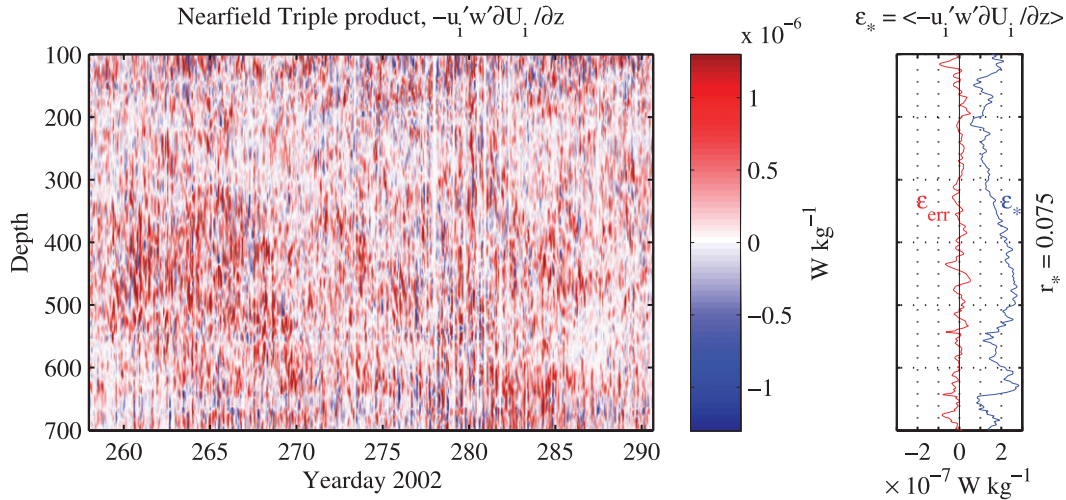 Nearfield Triple product, −u_i′w′∂U_i /∂z
ε_* = <−u_i′w′∂U_i /∂z>
x 10⁻⁶
100
200
300
400
500
600
700
Depth
260
265
270
275
280
285
290
Yearday 2002
1
0.5
0
−0.5
−1
W kg⁻¹
ε_err
ε_*
r_* = 0.075
−2
0
2
× 10⁻⁷ W kg⁻¹